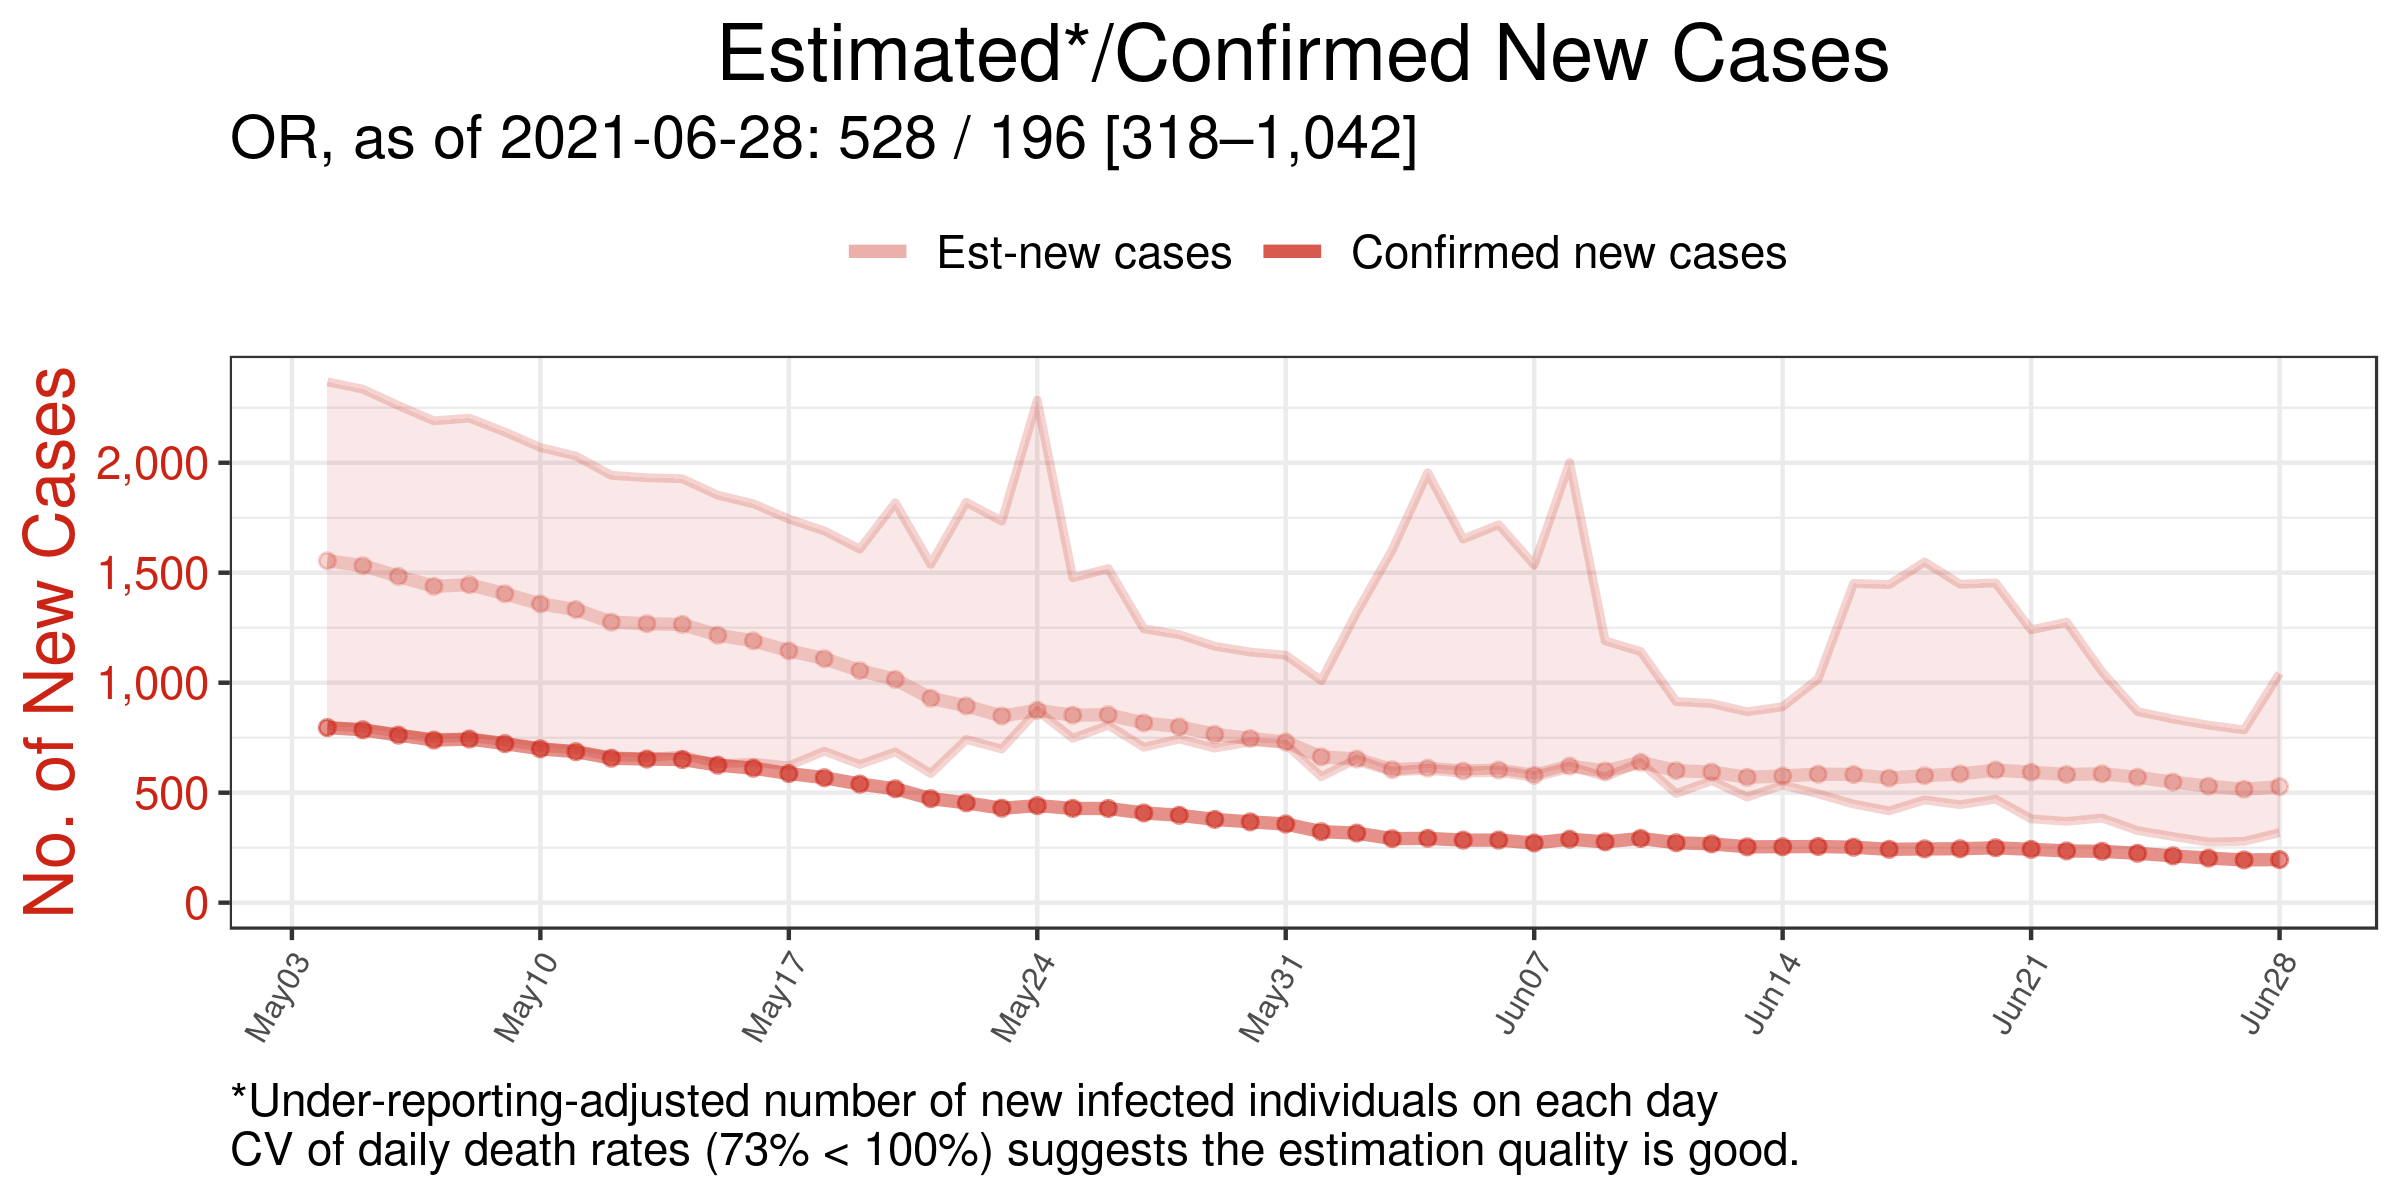 Estimated*/Confirmed New Cases
OR, as of 2021-06-28: 528 / 196 [318–1,042]
Est-new cases Confirmed new cases
No. of New Cases
2,000
1,500
1,000
500
0
May03 May10 May17 May24 May31 Jun07 Jun14 Jun21 Jun28
*Under-reporting-adjusted number of new infected individuals on each day
CV of daily death rates (73% < 100%) suggests the estimation quality is good.